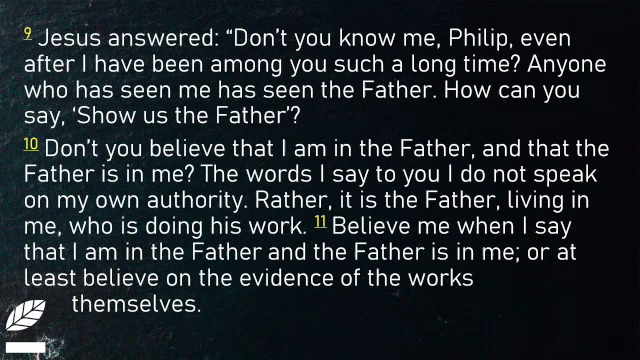 9 Jesus answered: “Don’t you know me, Philip, even
after I have been among you such a long time? Anyone
who has seen me has seen the Father. How can you
say, ‘Show us the Father’?
10 Don’t you believe that I am in the Father, and that the
Father is in me? The words I say to you I do not speak
on my own authority. Rather, it is the Father, living in
me, who is doing his work. 11 Believe me when I say
that I am in the Father and the Father is in me; or at
least believe on the evidence of the works
themselves.